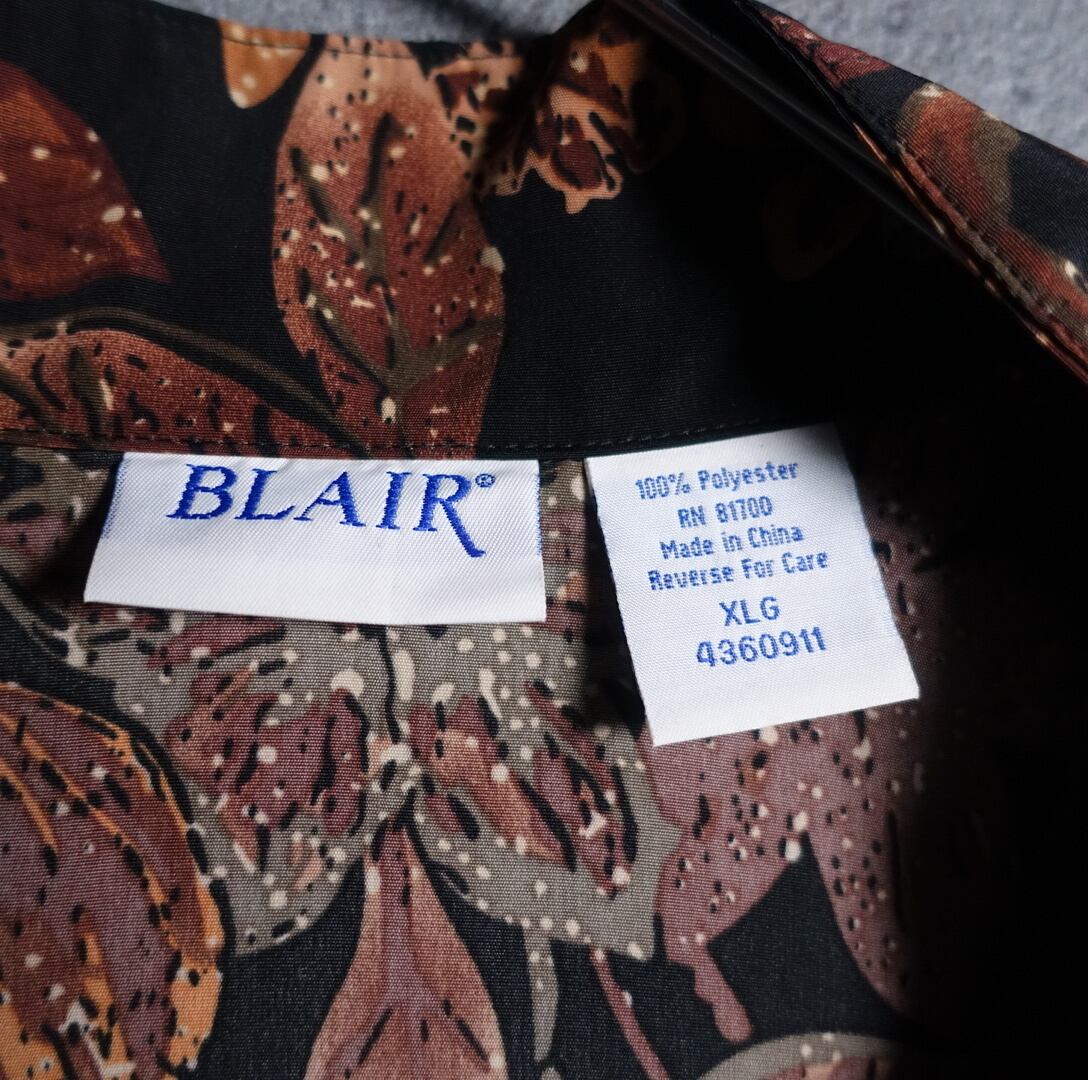 BLAIR®
100% Polyester
RN 81700
Made in China
Reverse For Care
XLG
4360911